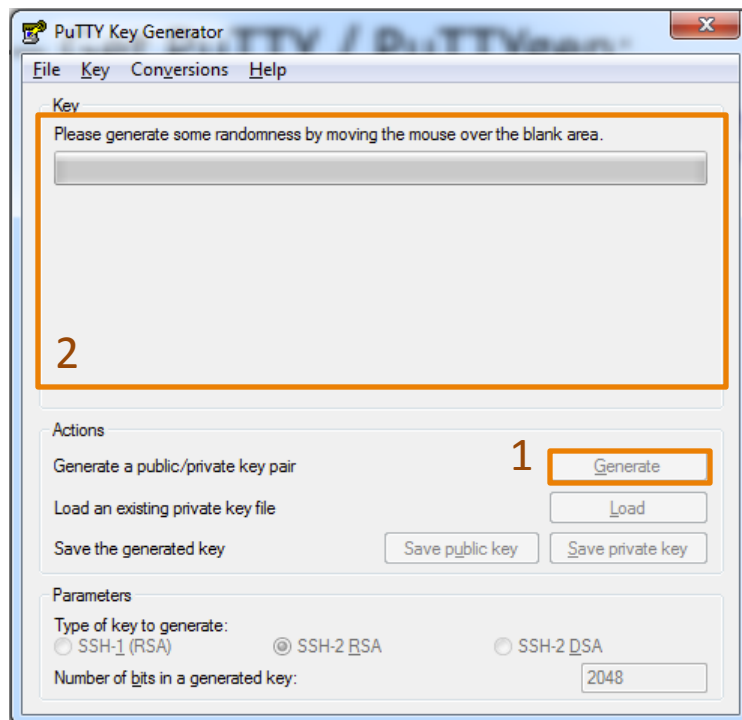 Get PuTTY / PuTTYgen:
PuTTY Key Generator
File Key Conversions Help
Key
Please generate some randomness by moving the mouse over the blank area.
2
Actions
Generate a public/private key pair
1
Generate
Load an existing private key file
Load
Save the generated key
Save public key
Save private key
Parameters
Type of key to generate:
SSH-1 (RSA)
SSH-2 RSA
SSH-2 DSA
Number of bits in a generated key:
2048